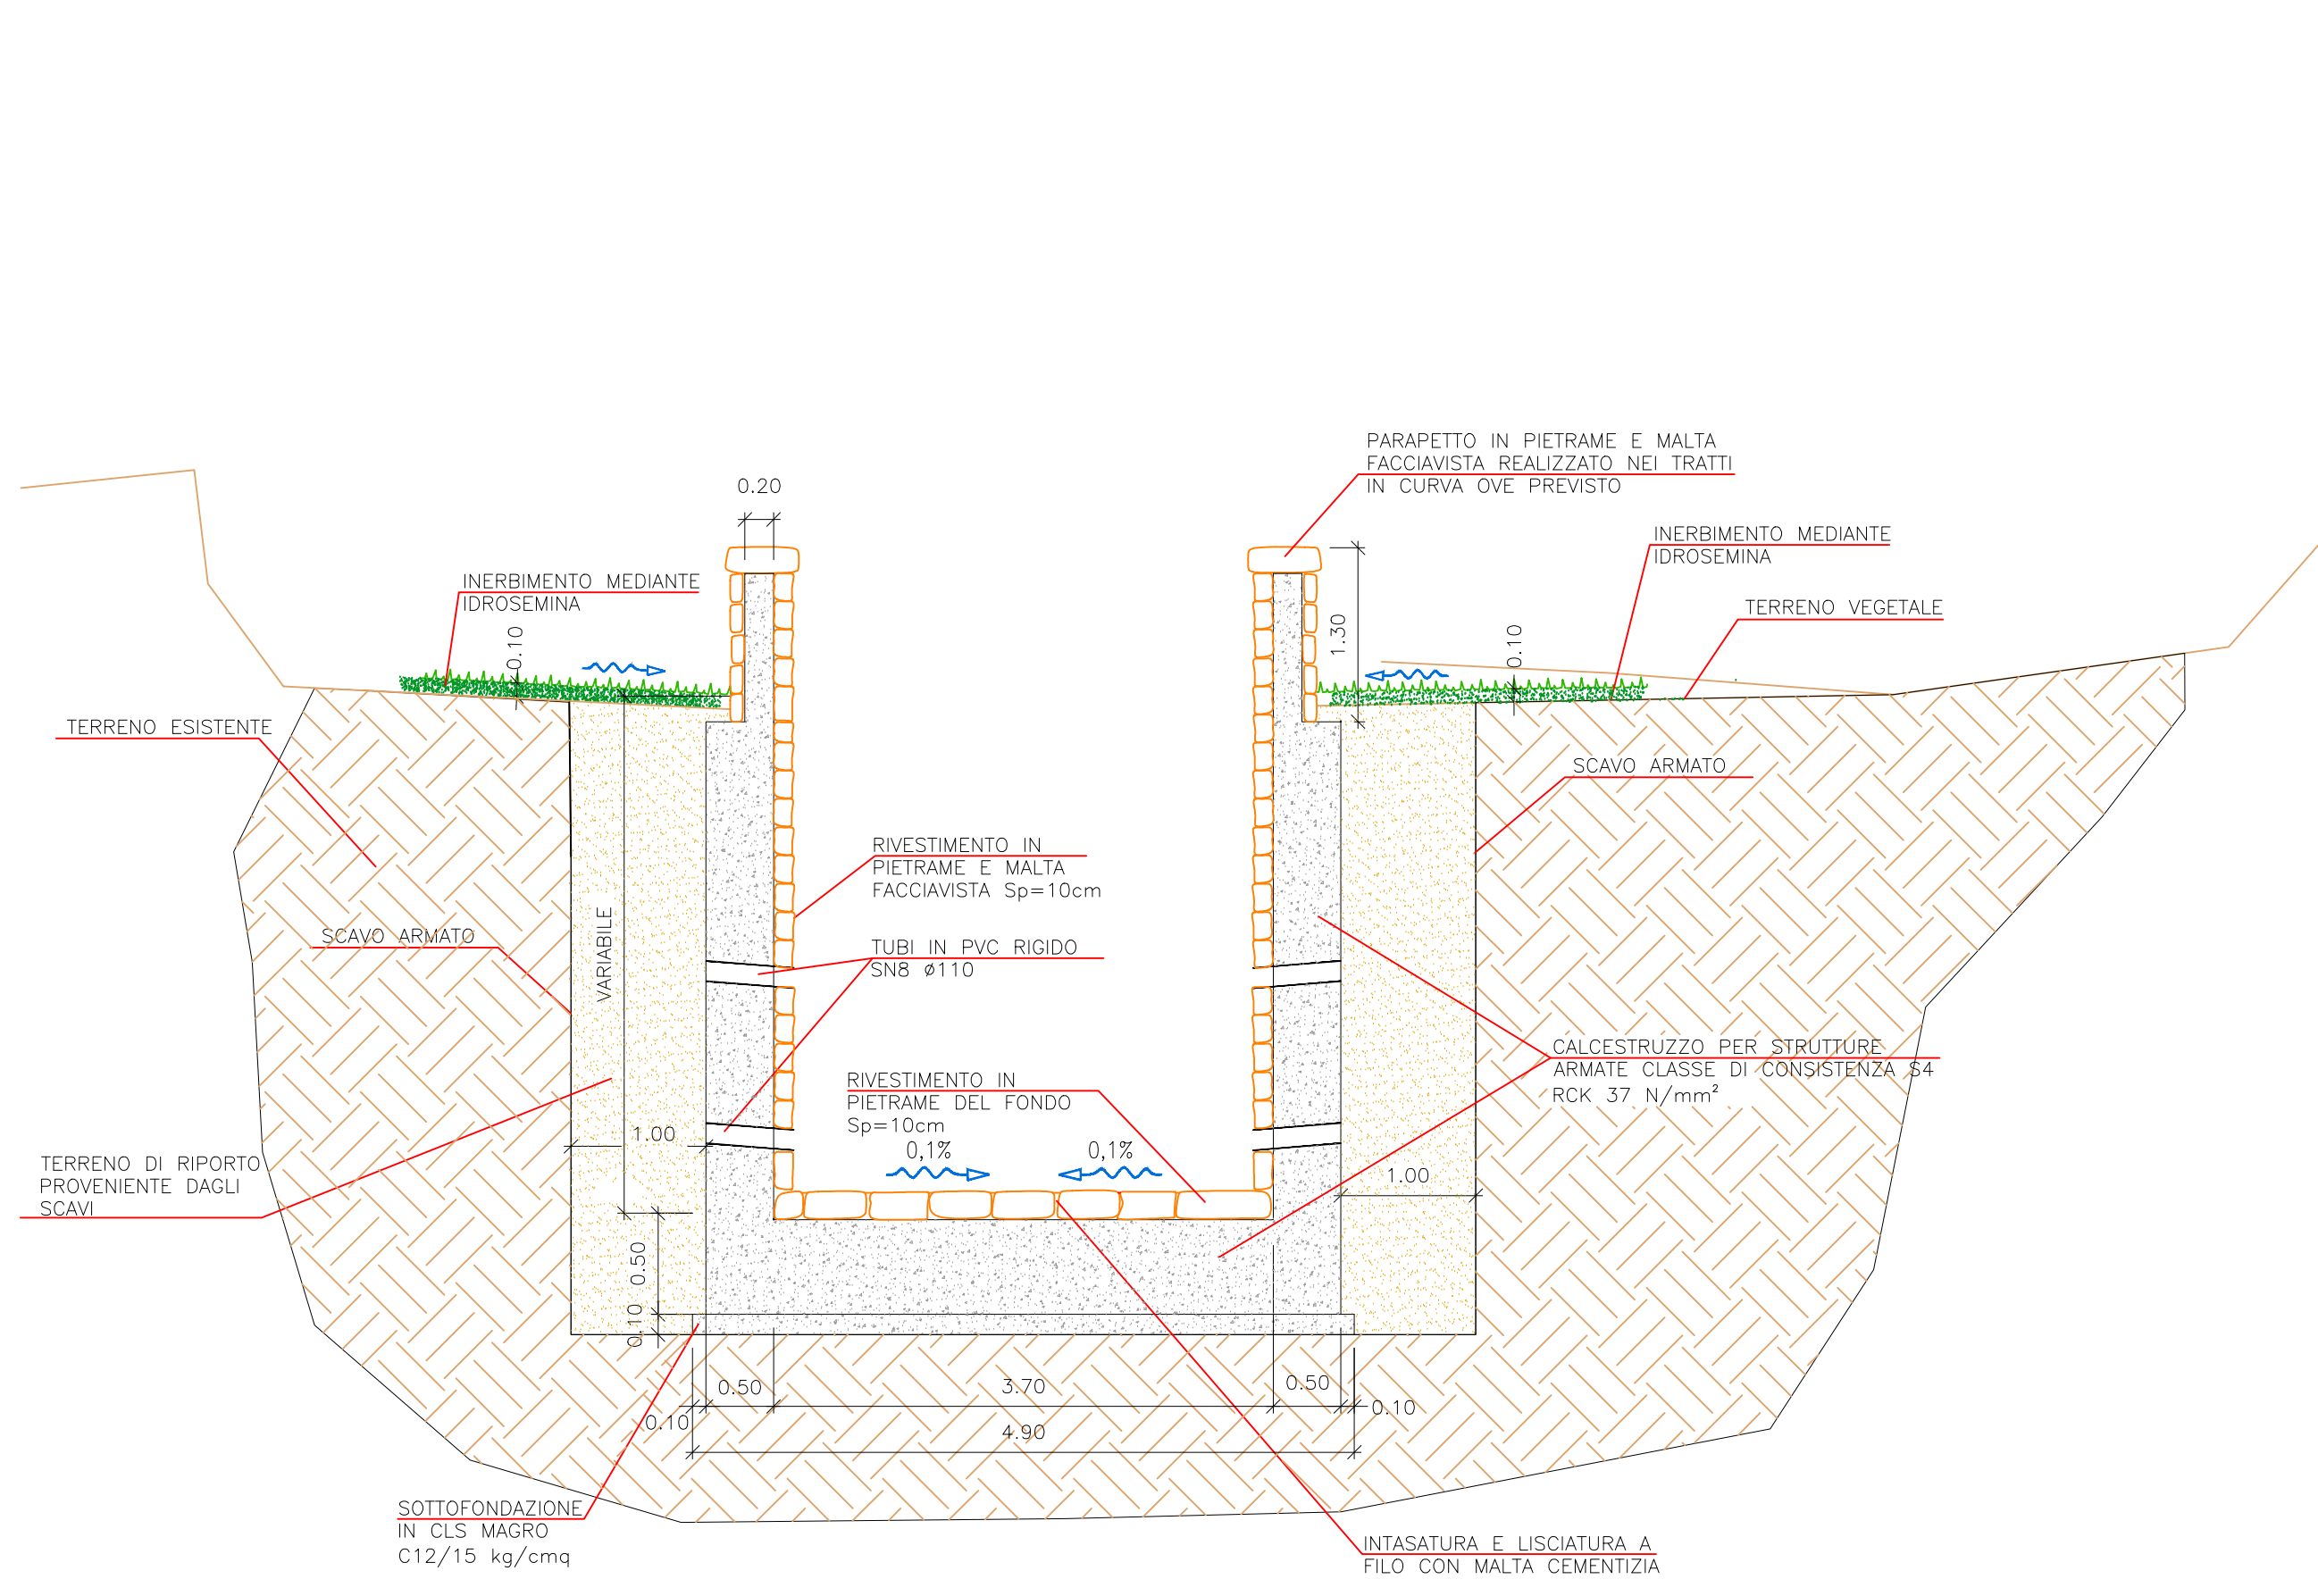 PARAPETTO IN PIETRAME E MALTA
FACCIAVISTA REALIZZATO NEI TRATTI
IN CURVA OVE PREVISTO
0.20
INERBIMENTO MEDIANTE
IDROSEMINA
INERBIMENTO MEDIANTE
IDROSEMINA
TERRENO VEGETALE
0.10
1.30
0.10
TERRENO ESISTENTE
SCAVO ARMATO
RIVESTIMENTO IN
PIETRAME E MALTA
FACCIAVISTA Sp=10cm
SCAVO ARMATO
VARIABILE
TUBI IN PVC RIGIDO
SN8 ø110
CALCESTRUZZO PER STRUTTURE
ARMATE CLASSE DI CONSISTENZA S4
RCK 37 N/mm²
RIVESTIMENTO IN
PIETRAME DEL FONDO
Sp=10cm
1.00
0,1%
0,1%
TERRENO DI RIPORTO
PROVENIENTE DAGLI
SCAVI
1.00
0.50
0.10
0.50
3.70
0.50
0.10
0.10
4.90
SOTTOFONDAZIONE
IN CLS MAGRO
C12/15 kg/cmq
INTASATURA E LISCIATURA A
FILO CON MALTA CEMENTIZIA